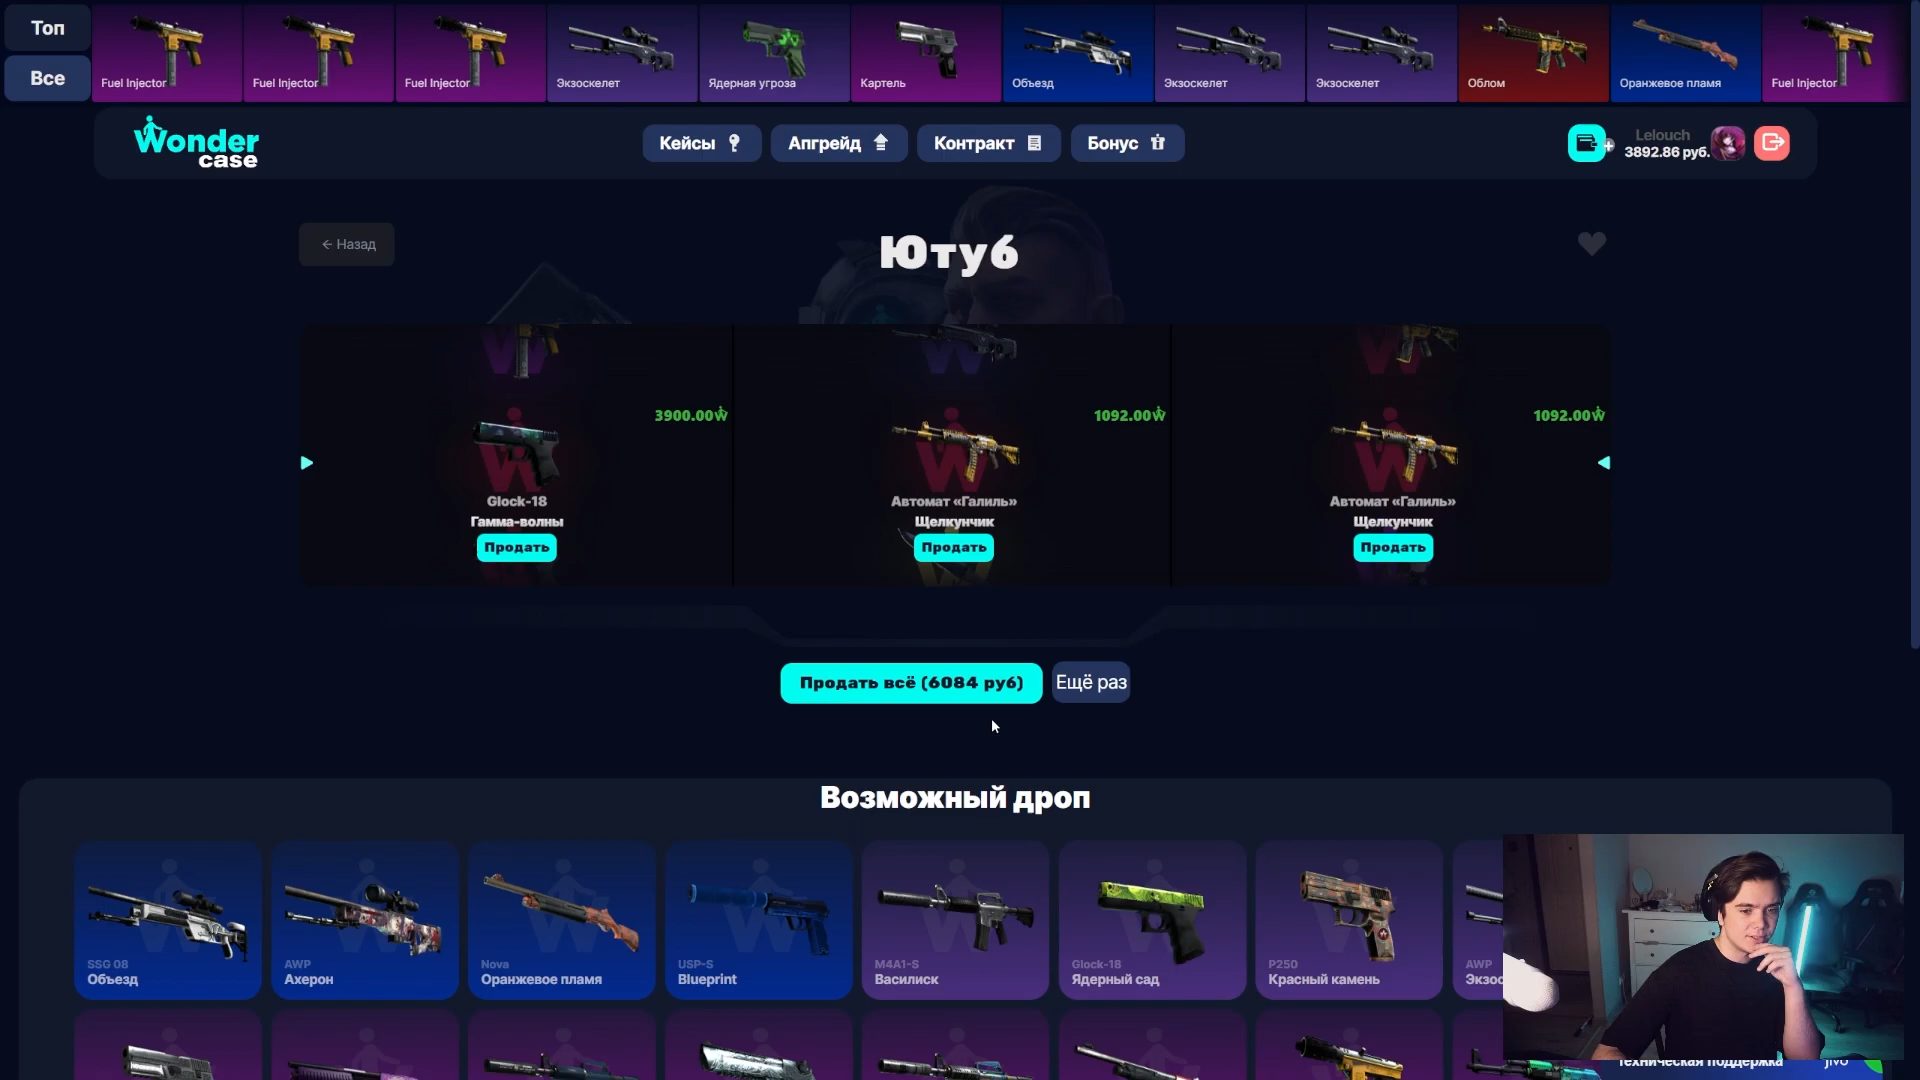 Топ
Все
Fuel Injector
Fuel Injector
Fuel Injector
Экзоскелет
Ядерная угроза
Картель
Объезд
Экзоскелет
Экзоскелет
Облом
Оранжевое пламя
Fuel Injector
Wonder
case
Кейсы
Апгрейд
Контракт
Бонус
Lelouch
3892.86 руб.
← Назад
Ютуб
3900.00
1092.00
1092.00
Glock-18
Гамма-волны
Продать
Автомат «Галиль»
Щелкунчик
Продать
Автомат «Галиль»
Щелкунчик
Продать
Продать всё (6084 руб)
Ещё раз
Возможный дроп
SSG 08
Объезд
AWP
Ахерон
Nova
Оранжевое пламя
USP-S
Blueprint
M4A1-S
Василиск
Glock-18
Ядерный сад
P250
Красный камень
AWP
Техническая поддержка
jivo